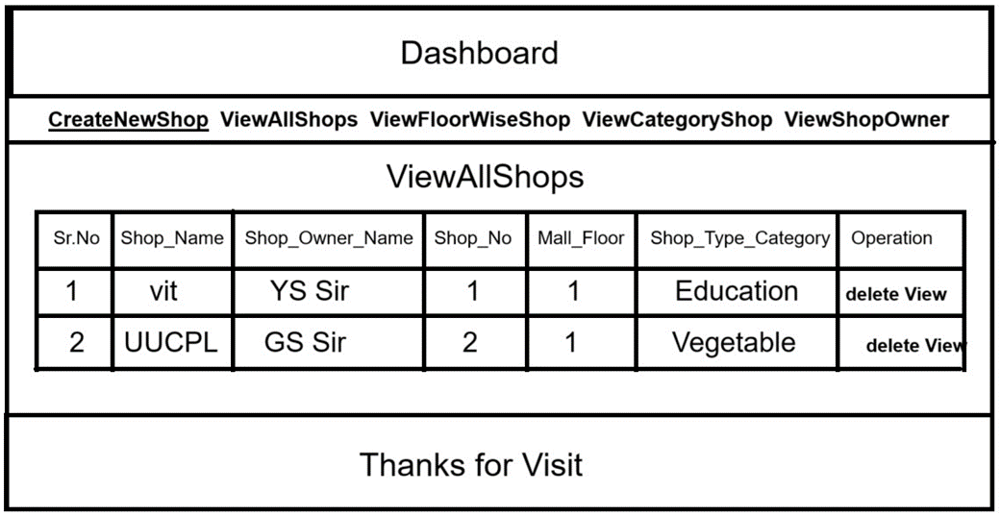 Dashboard
CreateNewShop ViewAllShops ViewFloorWiseShop ViewCategoryShop ViewShopOwner
ViewAllShops
Sr.No Shop_Name Shop_Owner_Name Shop_No Mall_Floor Shop_Type_Category Operation
1 vit YS Sir 1 1 Education delete View
2 UUCPL GS Sir 2 1 Vegetable delete View
Thanks for Visit